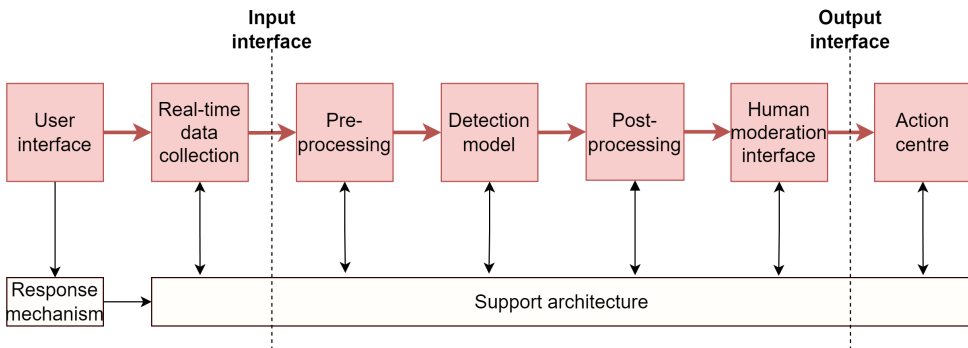 Input
interface
Output
interface
User
interface
Real-time
data
collection
Pre-
processing
Detection
model
Post-
processing
Human
moderation
interface
Action
centre
Response
mechanism
Support architecture